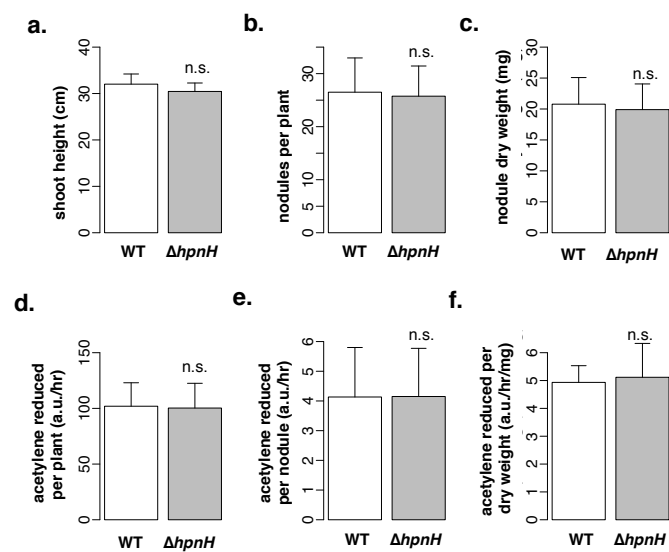 a.
shoot height (cm)
0 10 20 30 40
n.s.
WT ΔhpnH
b.
nodules per plant
0 5 15 25 30
n.s.
WT ΔhpnH
c.
nodule dry weight (mg)
0 5 10 15 20 25 30
n.s.
WT ΔhpnH
d.
acetylene reduced
per plant (a.u./hr)
0 50 100 150
n.s.
WT ΔhpnH
e.
acetylene reduced
per nodule (a.u./hr)
0 1 2 3 4 5 6
n.s.
WT ΔhpnH
f.
acetylene reduced per
dry weight (a.u./hr/mg)
0 1 2 3 4 5 6
n.s.
WT ΔhpnH